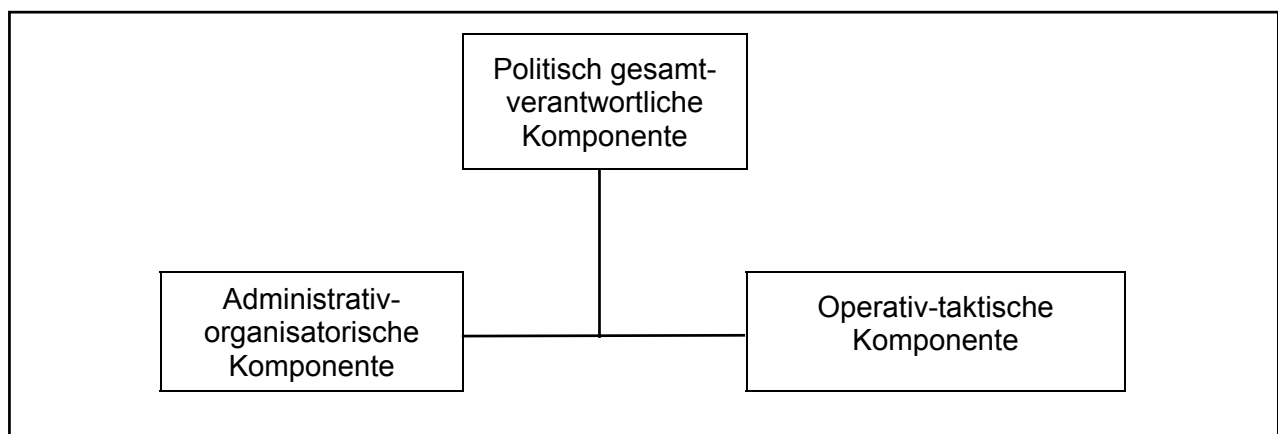 Politisch gesamt-
verantwortliche
Komponente
Administrativ-
organisatorische
Komponente
Operativ-taktische
Komponente